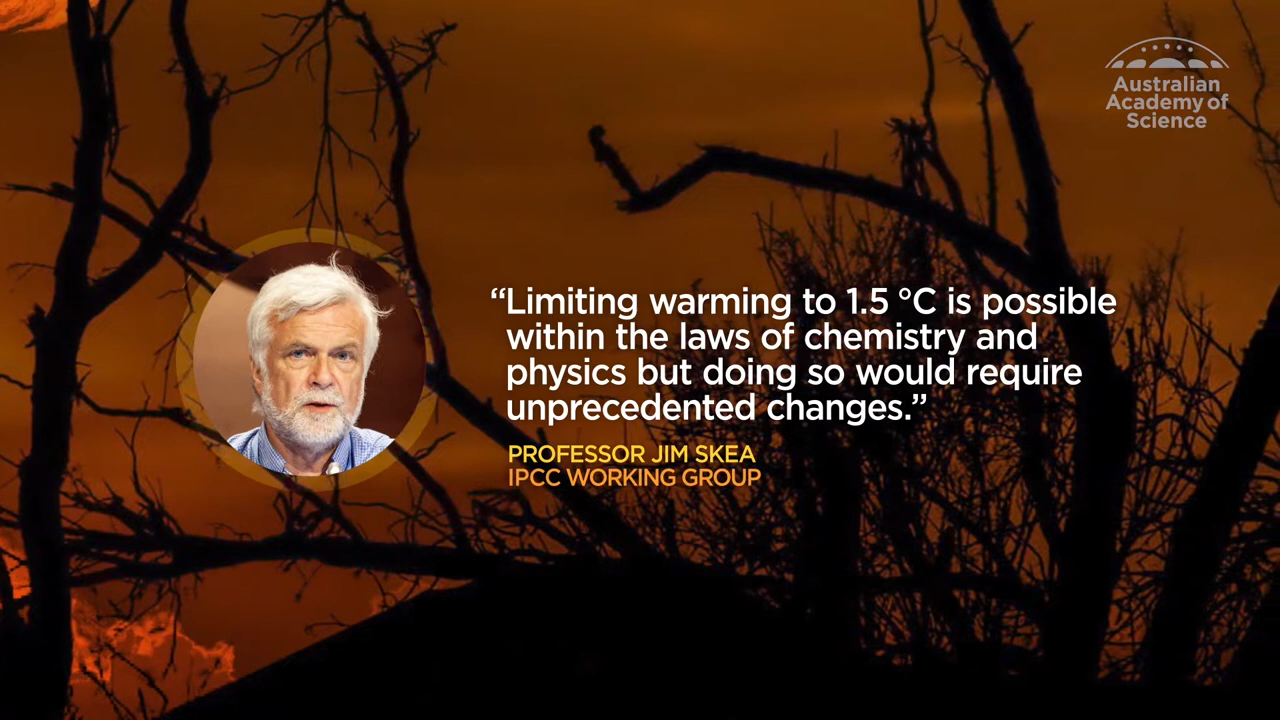 Australian
Academy of
Science
“Limiting warming to 1.5 °C is possible
within the laws of chemistry and
physics but doing so would require
unprecedented changes.”
PROFESSOR JIM SKEA
IPCC WORKING GROUP